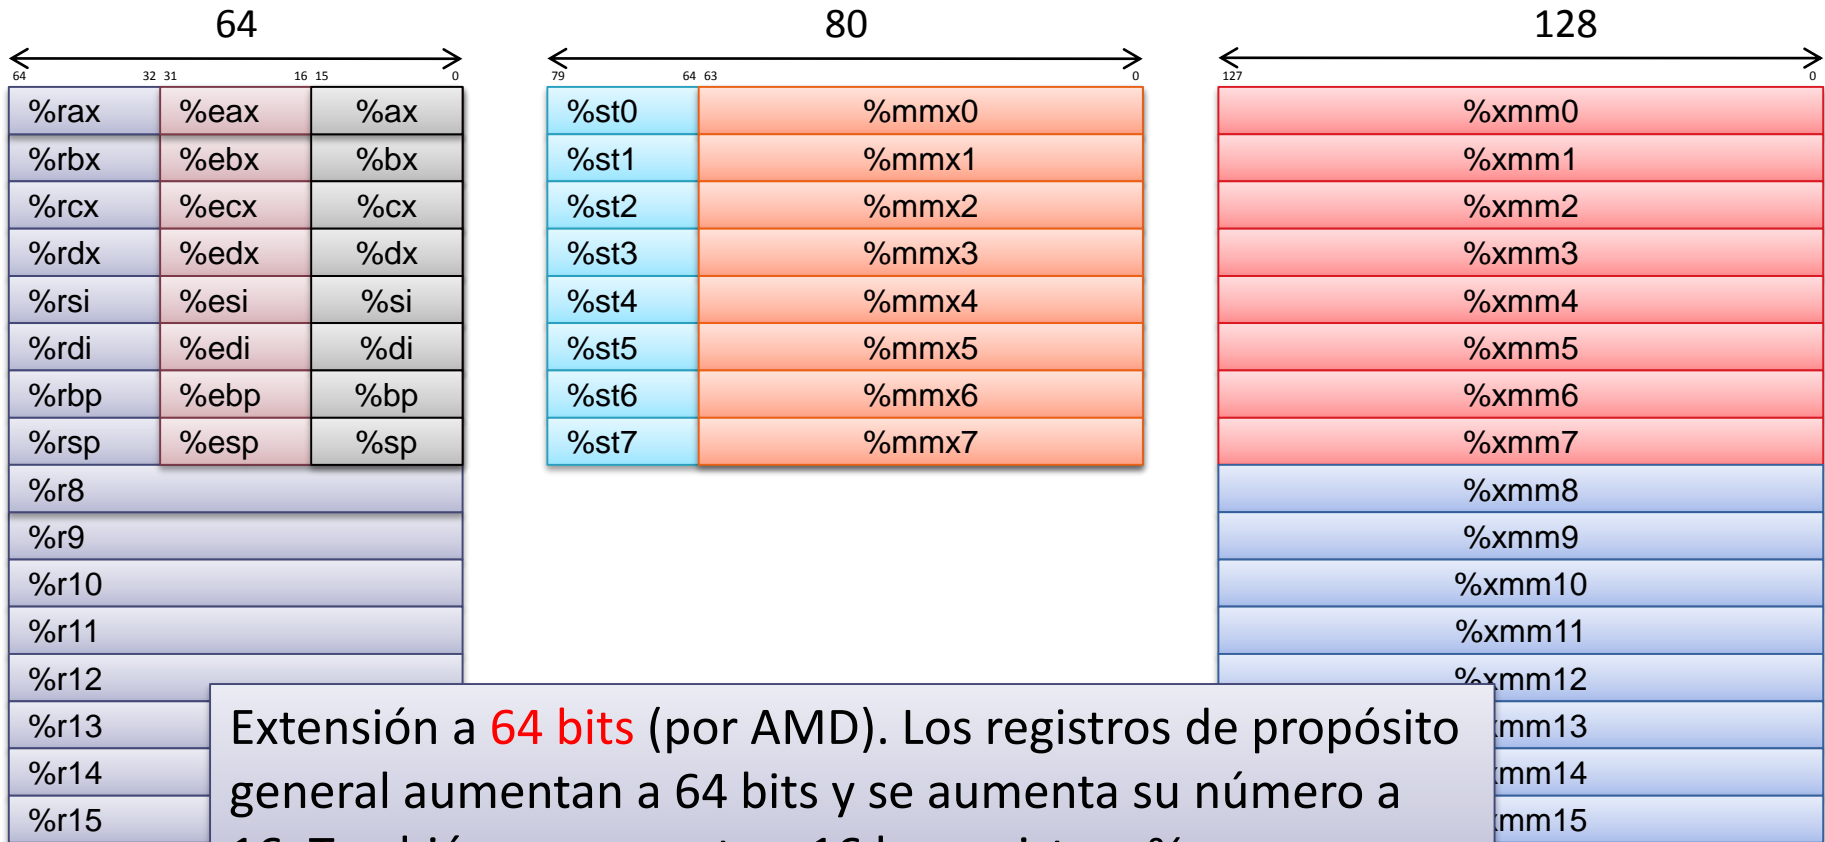 64 80 128
64 32 31 16 15 0 79 64 63 0 127 0
%rax %eax %ax %st0 %mmx0 %xmm0
%rbx %ebx %bx %st1 %mmx1 %xmm1
%rcx %ecx %cx %st2 %mmx2 %xmm2
%rdx %edx %dx %st3 %mmx3 %xmm3
%rsi %esi %si %st4 %mmx4 %xmm4
%rdi %edi %di %st5 %mmx5 %xmm5
%rbp %ebp %bp %st6 %mmx6 %xmm6
%rsp %esp %sp %st7 %mmx7 %xmm7
%r8 %xmm8
%r9 %xmm9
%r10 %xmm10
%r11 %xmm11
%r12 %xmm12
%r13 mm13
%r14 mm14
%r15 mm15
Extensión a 64 bits (por AMD). Los registros de propósito
general aumentan a 64 bits y se aumenta su número a